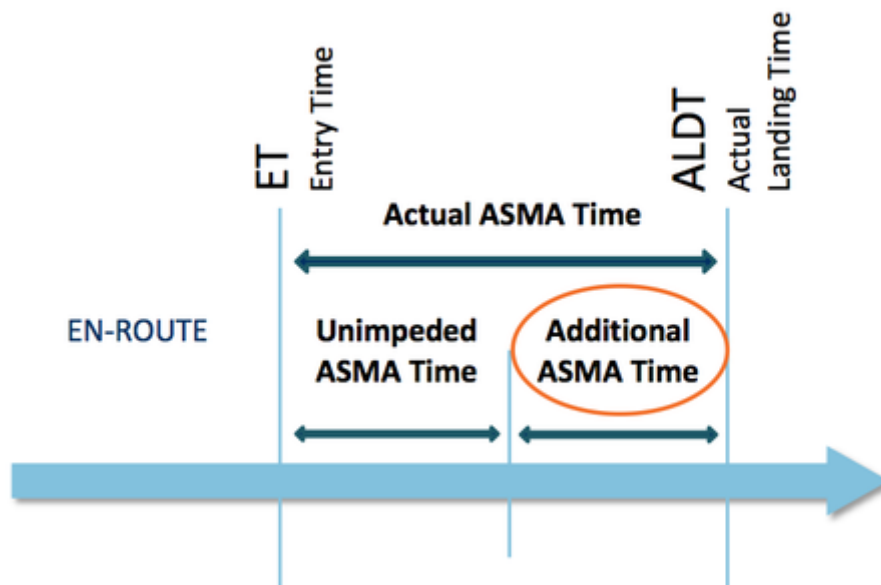 ET
Entry Time
ALDT
Actual
Landing Time
Actual ASMA Time
EN-ROUTE
Unimpeded
ASMA Time
Additional
ASMA Time